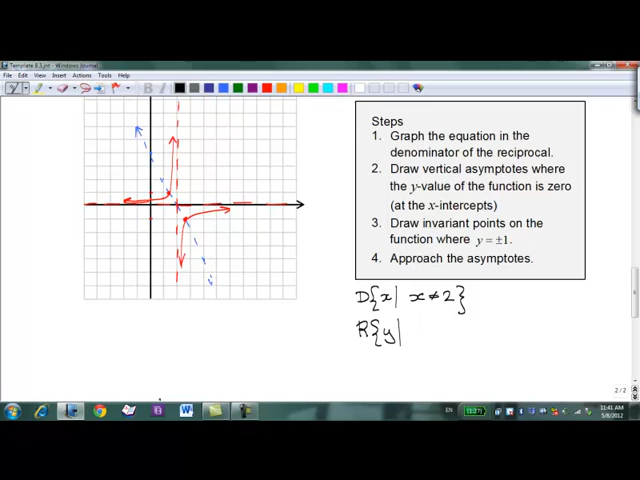 Template 8.3.jnt - Windows Journal
File Edit View Insert Actions Tools Help
Steps
1. Graph the equation in the
denominator of the reciprocal.
2. Draw vertical asymptotes where
the y-value of the function is zero
(at the x-intercepts)
3. Draw invariant points on the
function where y = ±1.
4. Approach the asymptotes.
D{x| x≠2}
R{y|
2 / 2
EN
11:41 AM
5/8/2012